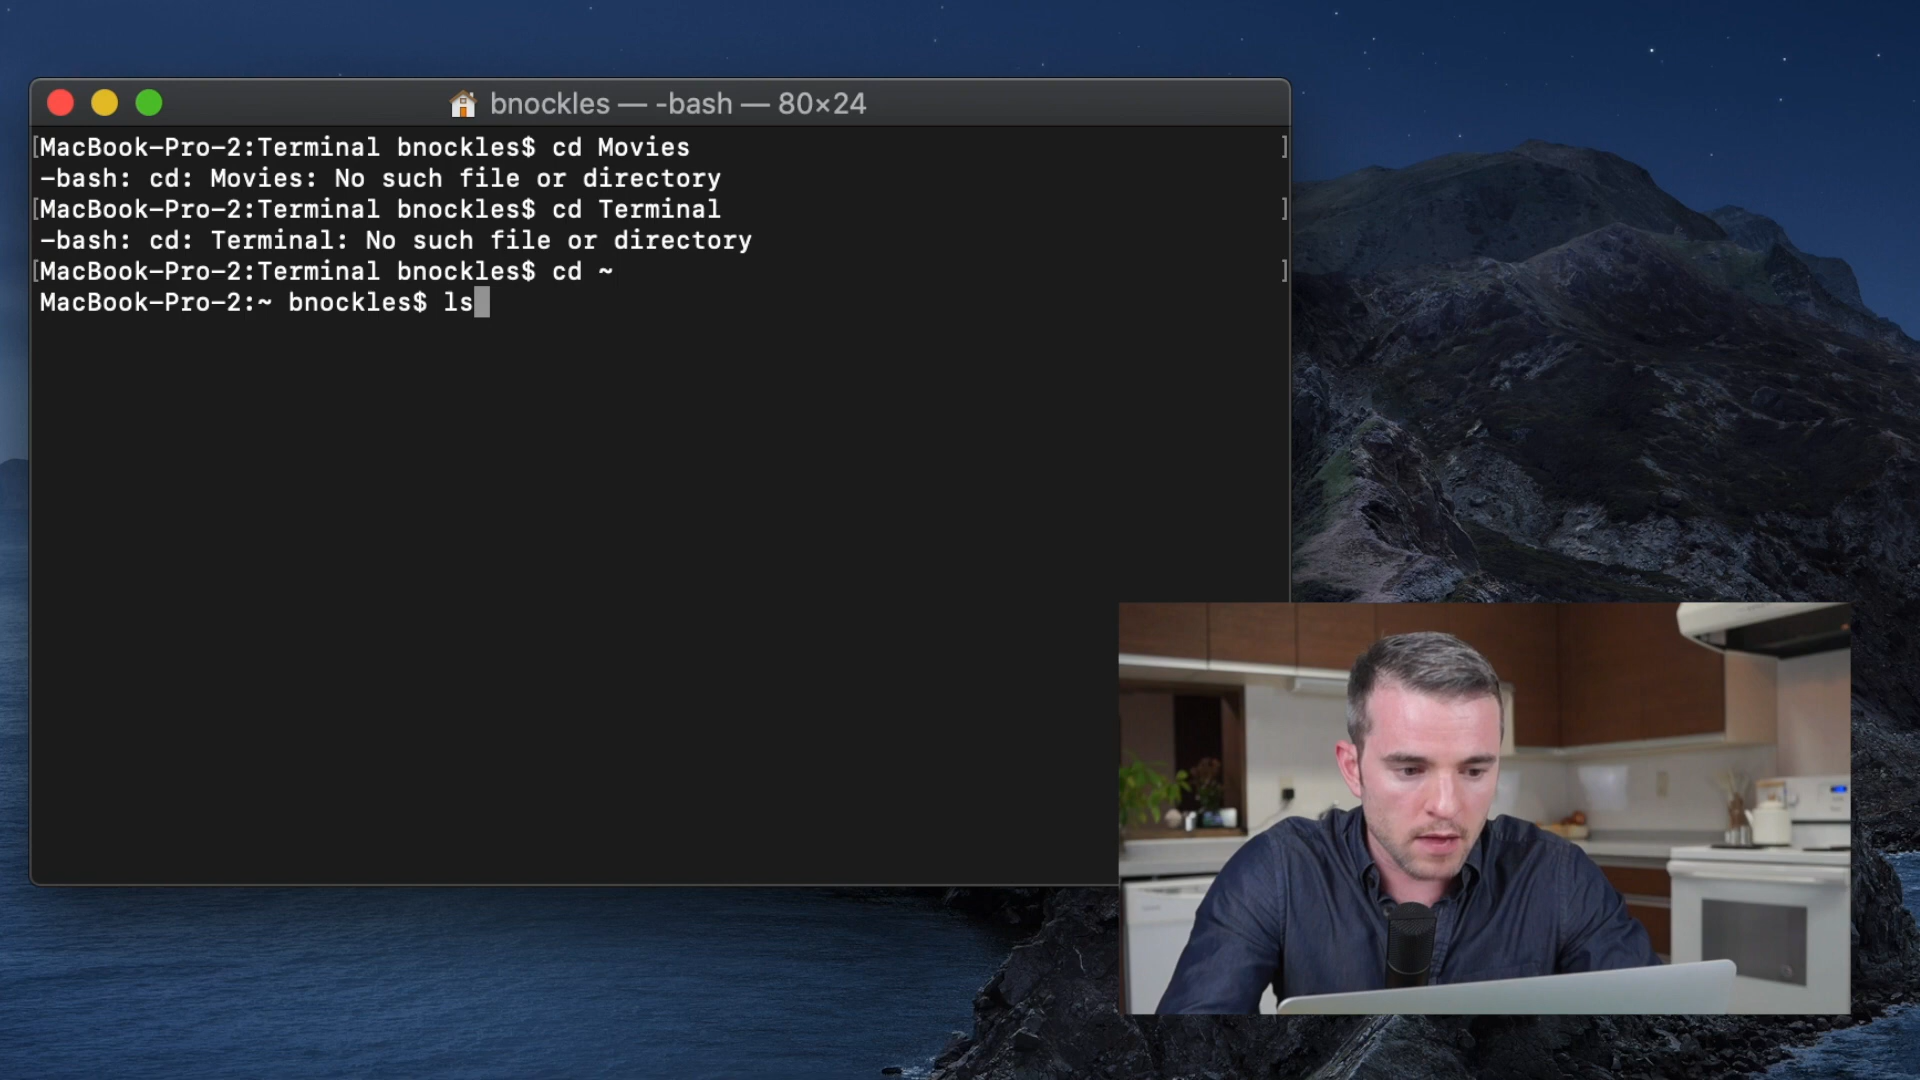 bnockles — -bash — 80×24
[MacBook-Pro-2:Terminal bnockles$ cd Movies ]
-bash: cd: Movies: No such file or directory
[MacBook-Pro-2:Terminal bnockles$ cd Terminal ]
-bash: cd: Terminal: No such file or directory
[MacBook-Pro-2:Terminal bnockles$ cd ~ ]
MacBook-Pro-2:~ bnockles$ ls